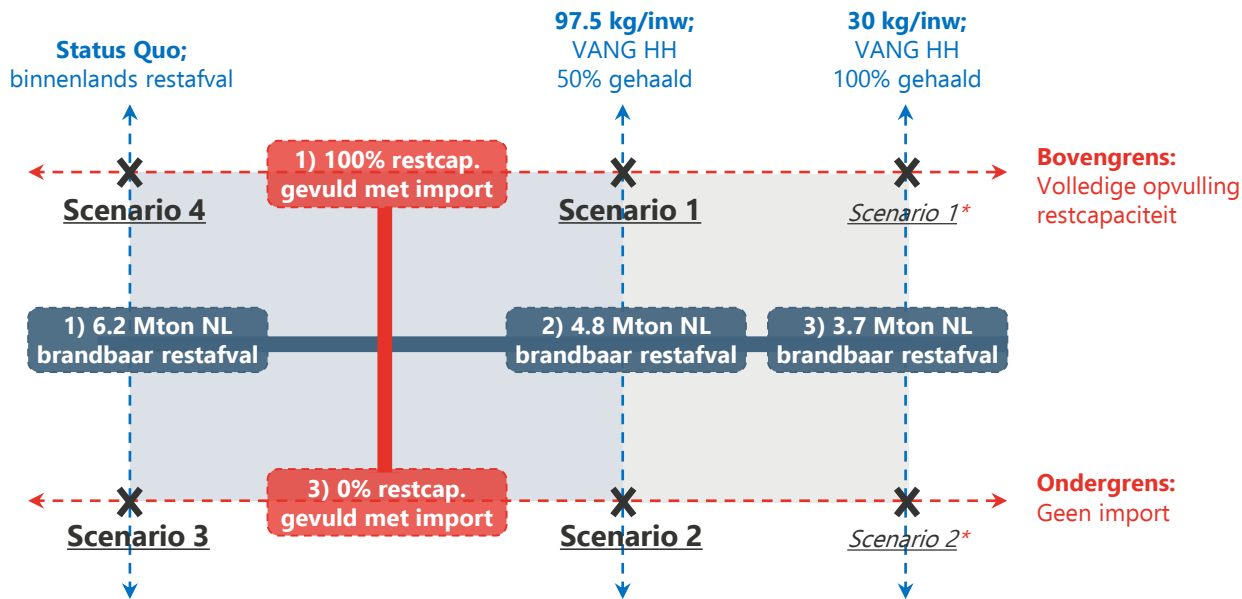 Status Quo;
binnenlands restafval
97.5 kg/inw;
VANG HH
50% gehaald
30 kg/inw;
VANG HH
100% gehaald
1) 100% restcap.
gevuld met import
Bovengrens:
Volledige opvulling
restcapaciteit
Scenario 4
Scenario 1
Scenario 1*
1) 6.2 Mton NL
brandbaar restafval
2) 4.8 Mton NL
brandbaar restafval
3) 3.7 Mton NL
brandbaar restafval
3) 0% restcap.
gevuld met import
Ondergrens:
Geen import
Scenario 3
Scenario 2
Scenario 2*